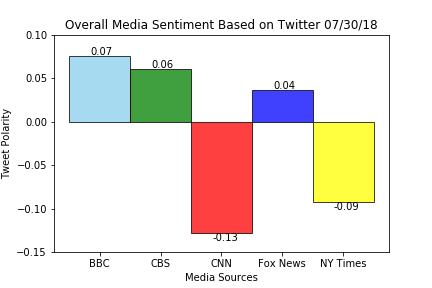 Overall Media Sentiment Based on Twitter 07/30/18
Tweet Polarity
0.10
0.05
0.00
−0.05
−0.10
−0.15
0.07
0.06
-0.13
0.04
-0.09
BBC CBS CNN Fox News NY Times
Media Sources